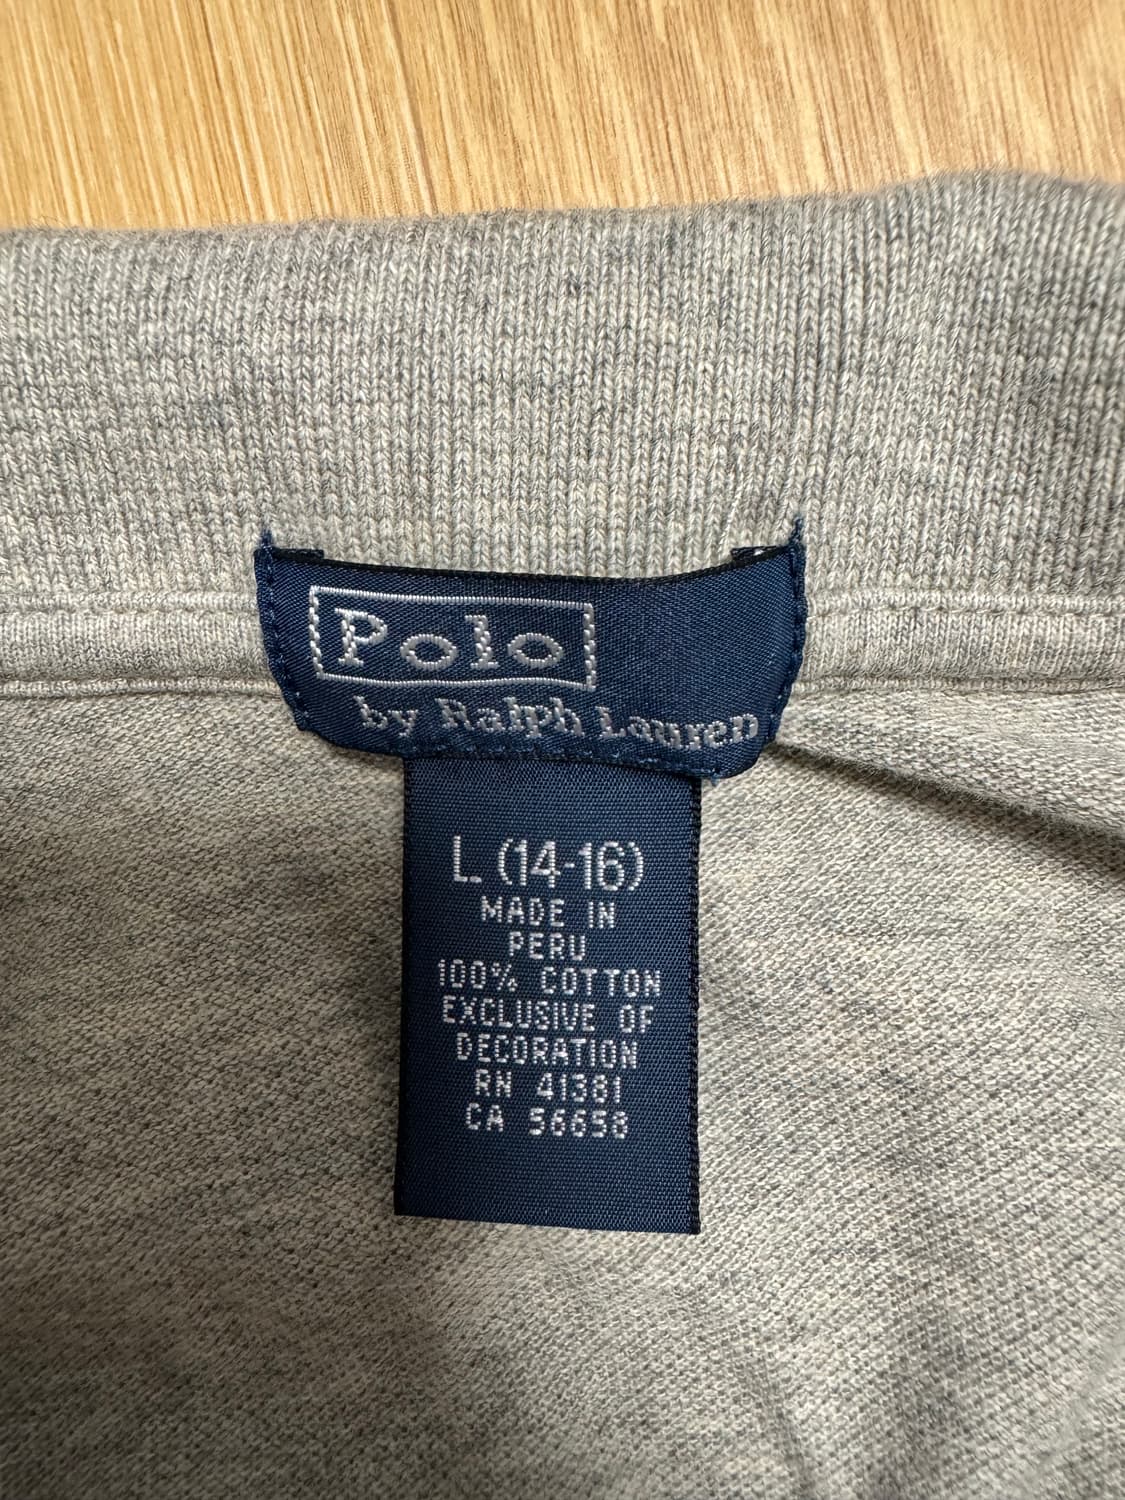 Polo
by Ralph Lauren
L (14-16)
MADE IN
PERU
100% COTTON
EXCLUSIVE OF
DECORATION
RN 41381
CA 56658